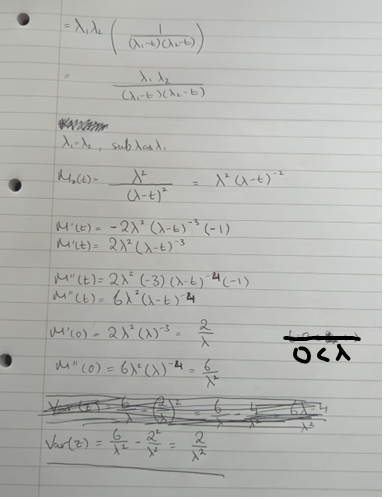 = λ₁λ₂ ( 1 / (λ₁-t)(λ₂-t) )
= λ₁ λ₂ / (λ₁-t)(λ₂-t)
λ₁=λ₂, sub λ as λ₁
M₂(t)= λ² / (λ-t)² = λ² (λ-t)⁻²
M'(t)= -2λ² (λ-t)⁻³ (-1)
M'(t)= 2λ² (λ-t)⁻³
M''(t)= 2λ² (-3) (λ-t)⁻⁴ (-1)
M''(t)= 6λ² (λ-t)⁻⁴
M'(0) = 2λ² (λ)⁻³ = 2/λ
0<λ
M''(0) = 6λ² (λ)⁻⁴ = 6/λ²
Var(z) = 6/λ² - 2²/λ² = 2/λ²